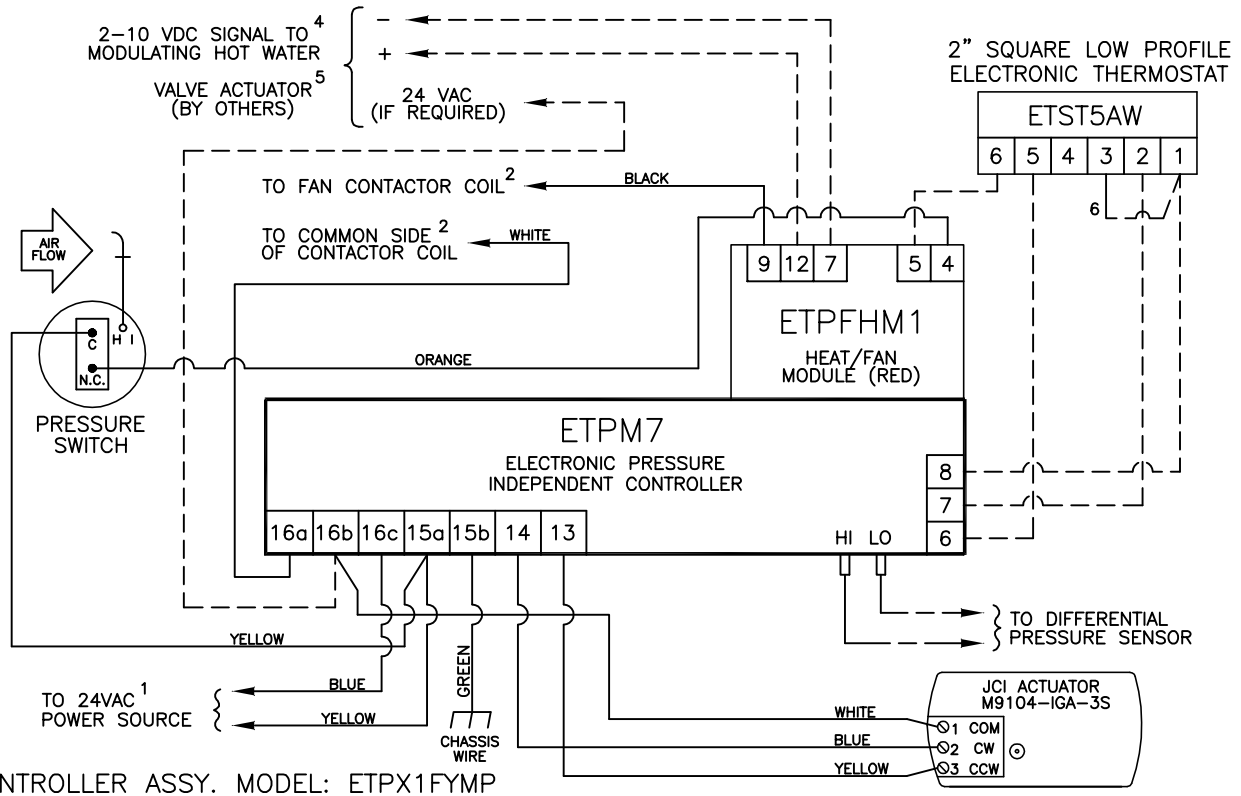 2-10 VDC SIGNAL TO 4
MODULATING HOT WATER
-
+
VALVE ACTUATOR 5
(BY OTHERS)
24 VAC
(IF REQUIRED)
2" SQUARE LOW PROFILE
ELECTRONIC THERMOSTAT
ETST5AW
6 5 4 3 2 1
6
TO FAN CONTACTOR COIL 2
BLACK
TO COMMON SIDE 2
OF CONTACTOR COIL
WHITE
AIR
FLOW
9 12 7 5 4
ETPFHM1
HEAT/FAN
MODULE (RED)
C
H I
N.C.
ORANGE
PRESSURE
SWITCH
ETPM7
ELECTRONIC PRESSURE
INDEPENDENT CONTROLLER
8
7
6
16a 16b 16c 15a 15b 14 13
HI LO
YELLOW
TO DIFFERENTIAL
PRESSURE SENSOR
GREEN
TO 24VAC 1
POWER SOURCE
BLUE
YELLOW
CHASSIS
WIRE
JCI ACTUATOR
M9104-IGA-3S
WHITE
1 COM
BLUE
2 CW
YELLOW
3 CCW
NTROLLER ASSY. MODEL: ETPX1FYMP